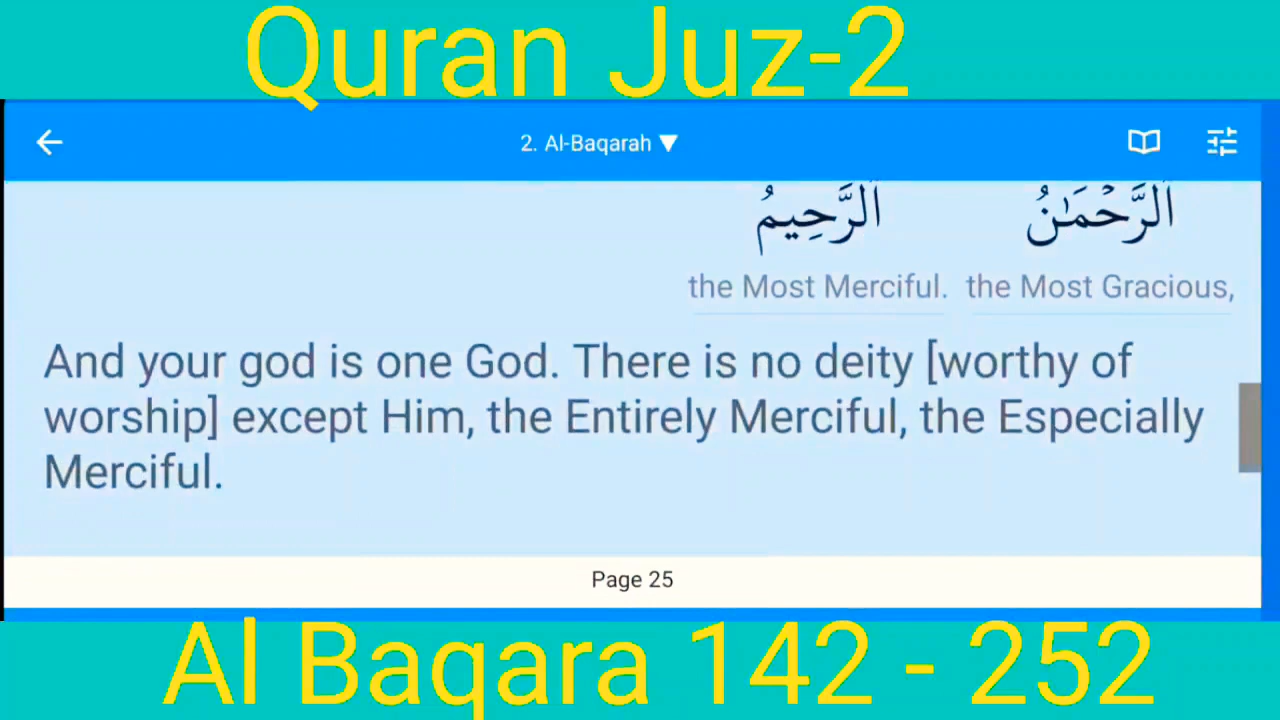 Quran Juz-2
2. Al-Baqarah ▼
ٱلرَّحْمَـٰنُ ٱلرَّحِيمُ
the Most Merciful. the Most Gracious,
And your god is one God. There is no deity [worthy of
worship] except Him, the Entirely Merciful, the Especially
Merciful.
Page 25
Al Baqara 142 - 252